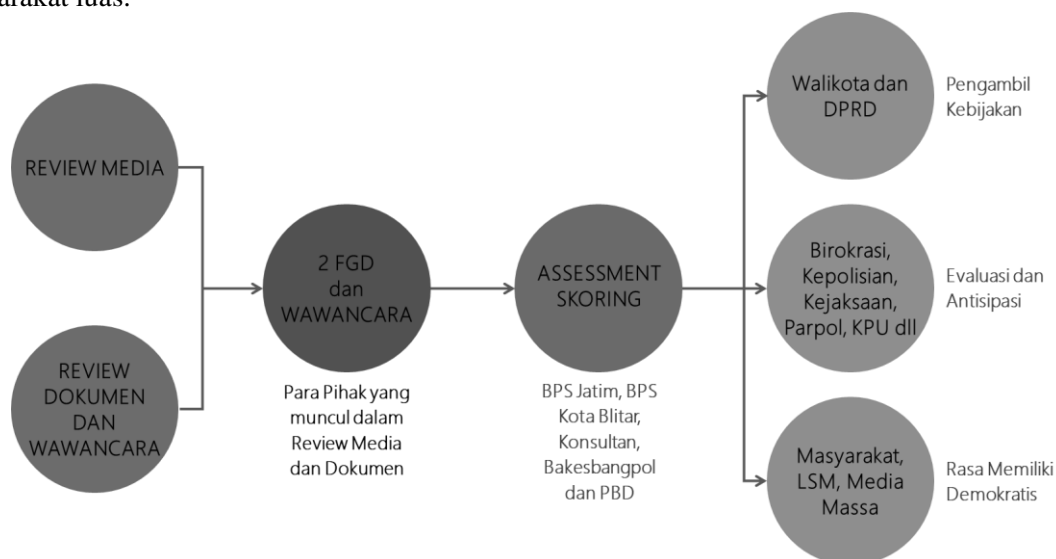 arakat luas.
REVIEW MEDIA
REVIEW
DOKUMEN
DAN
WAWANCARA
2 FGD
dan
WAWANCARA
Para Pihak yang
muncul dalam
Review Media
dan Dokumen
ASSESSMENT
SKORING
BPS Jatim, BPS
Kota Blitar,
Konsultan,
Bakesbangpol
dan PBD
Walikota dan
DPRD
Pengambil
Kebijakan
Birokrasi,
Kepolisian,
Kejaksaan,
Parpol, KPU dll
Evaluasi dan
Antisipasi
Masyarakat,
LSM, Media
Massa
Rasa Memiliki
Demokratis